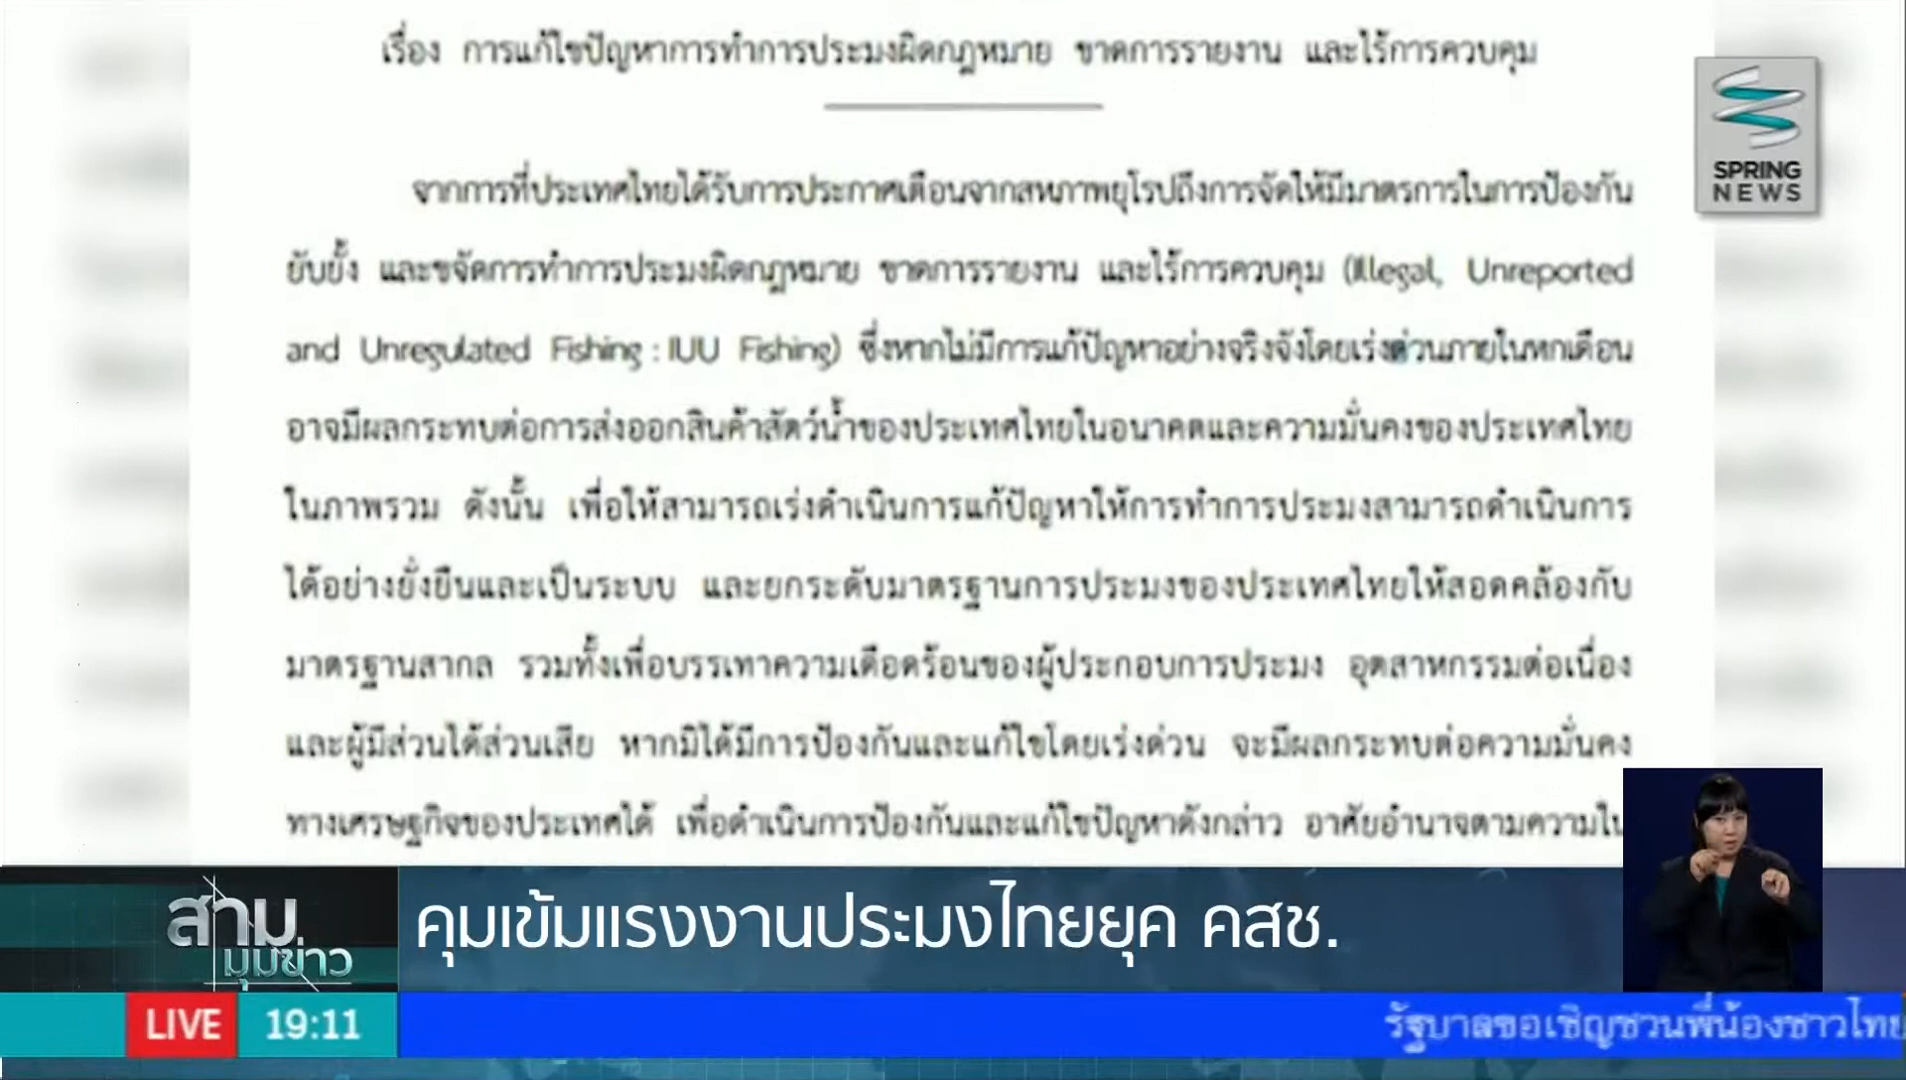 เรื่อง การแก้ไขปัญหาการทำการประมงผิดกฎหมาย ขาดการรายงาน และไร้การควบคุม
SPRING
NEWS
จากการที่ประเทศไทยได้รับการประกาศเตือนจากสหภาพยุโรปถึงการจัดให้มีมาตรการในการป้องกัน
ยับยั้ง และขจัดการทำการประมงผิดกฎหมาย ขาดการรายงาน และไร้การควบคุม (Illegal, Unreported
and Unregulated Fishing : IUU Fishing) ซึ่งหากไม่มีการแก้ปัญหาอย่างจริงจังโดยเร่งด่วนภายในหกเดือน
อาจมีผลกระทบต่อการส่งออกสินค้าสัตว์น้ำของประเทศไทยในอนาคตและความมั่นคงของประเทศไทย
ในภาพรวม ดังนั้น เพื่อให้สามารถเร่งดำเนินการแก้ปัญหาให้การทำการประมงสามารถดำเนินการ
ได้อย่างยั่งยืนและเป็นระบบ และยกระดับมาตรฐานการประมงของประเทศไทยให้สอดคล้องกับ
มาตรฐานสากล รวมทั้งเพื่อบรรเทาความเดือดร้อนของผู้ประกอบการประมง อุตสาหกรรมต่อเนื่อง
และผู้มีส่วนได้ส่วนเสีย หากมิได้มีการป้องกันและแก้ไขโดยเร่งด่วน จะมีผลกระทบต่อความมั่นคง
ทางเศรษฐกิจของประเทศได้ เพื่อดำเนินการป้องกันและแก้ไขปัญหาดังกล่าว อาศัยอำนาจตามความใน
สาม
มุมข่าว
คุมเข้มแรงงานประมงไทยยุค คสช.
LIVE 19:11
รัฐบาลขอเชิญชวนพี่น้องชาวไทย